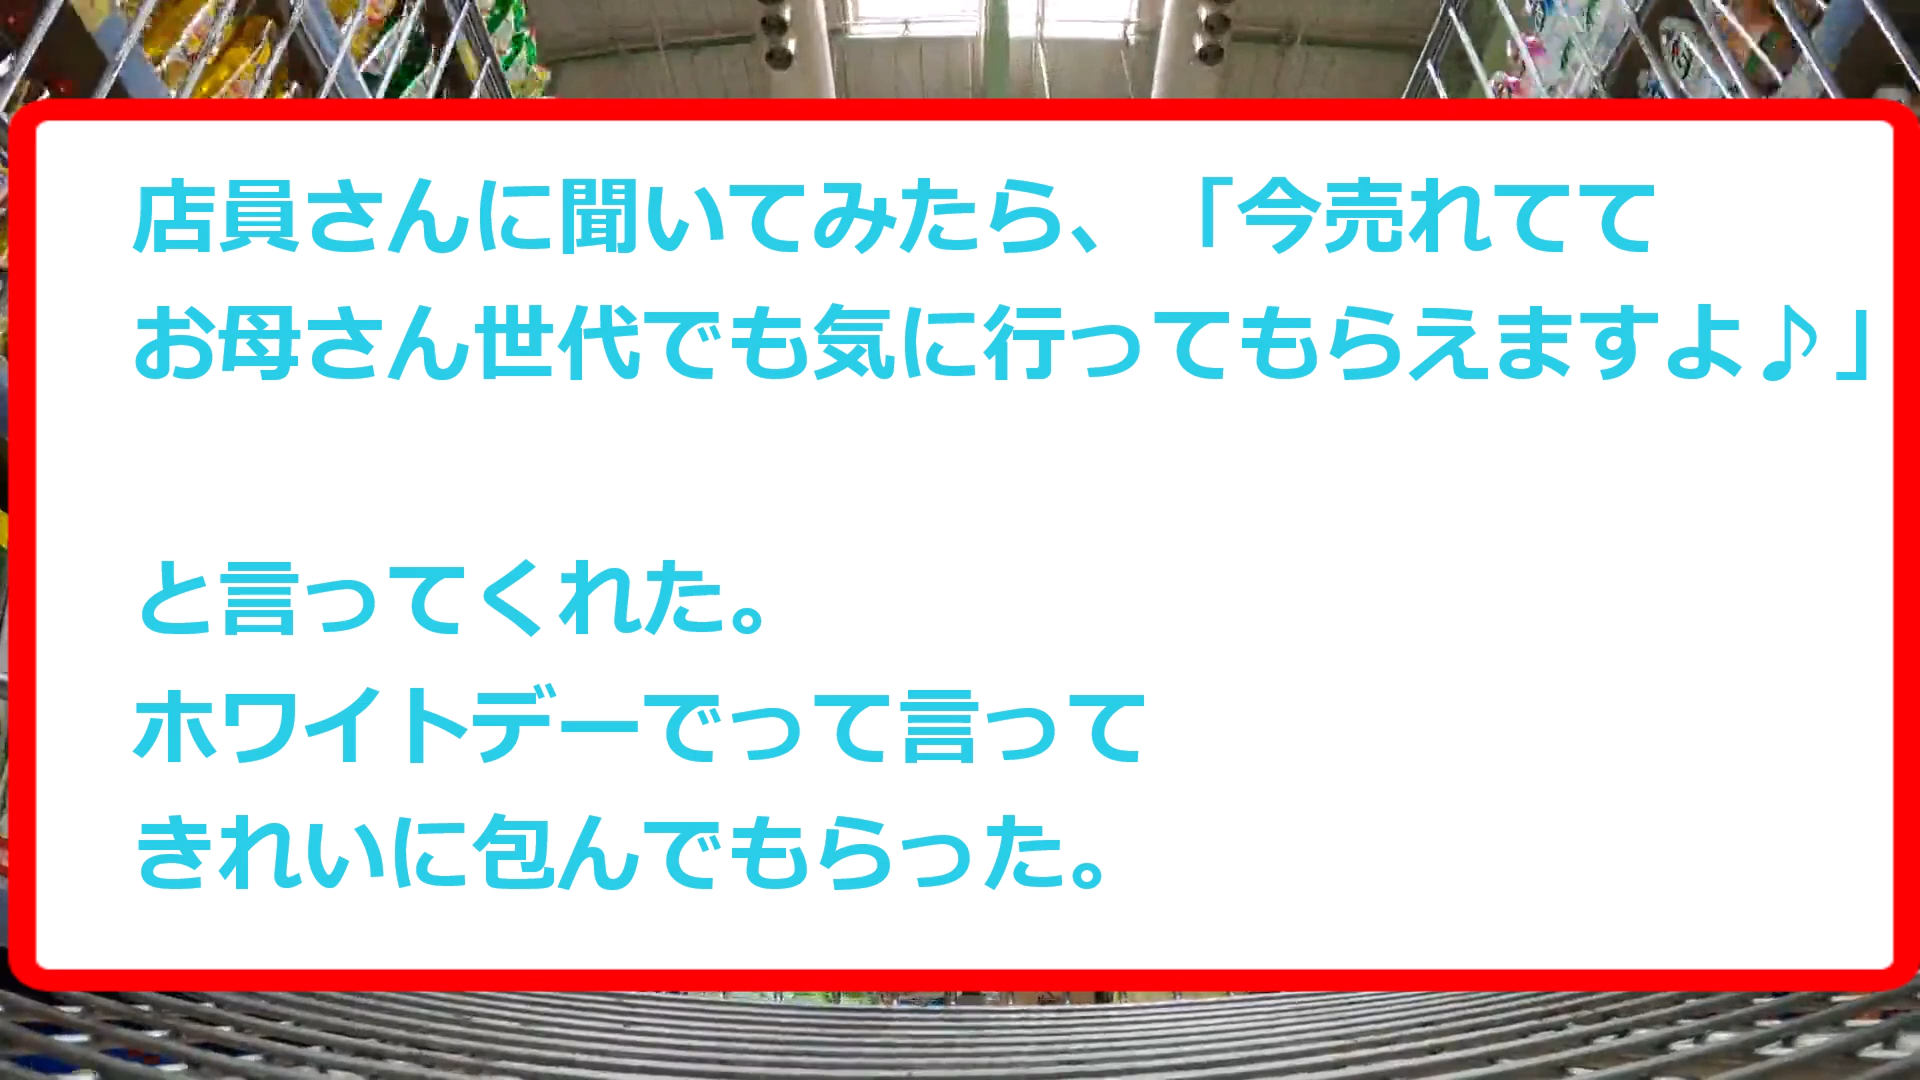 店員さんに聞いてみたら、「今売れてて
お母さん世代でも気に行ってもらえますよ♪」
と言ってくれた。
ホワイトデーでって言って
きれいに包んでもらった。